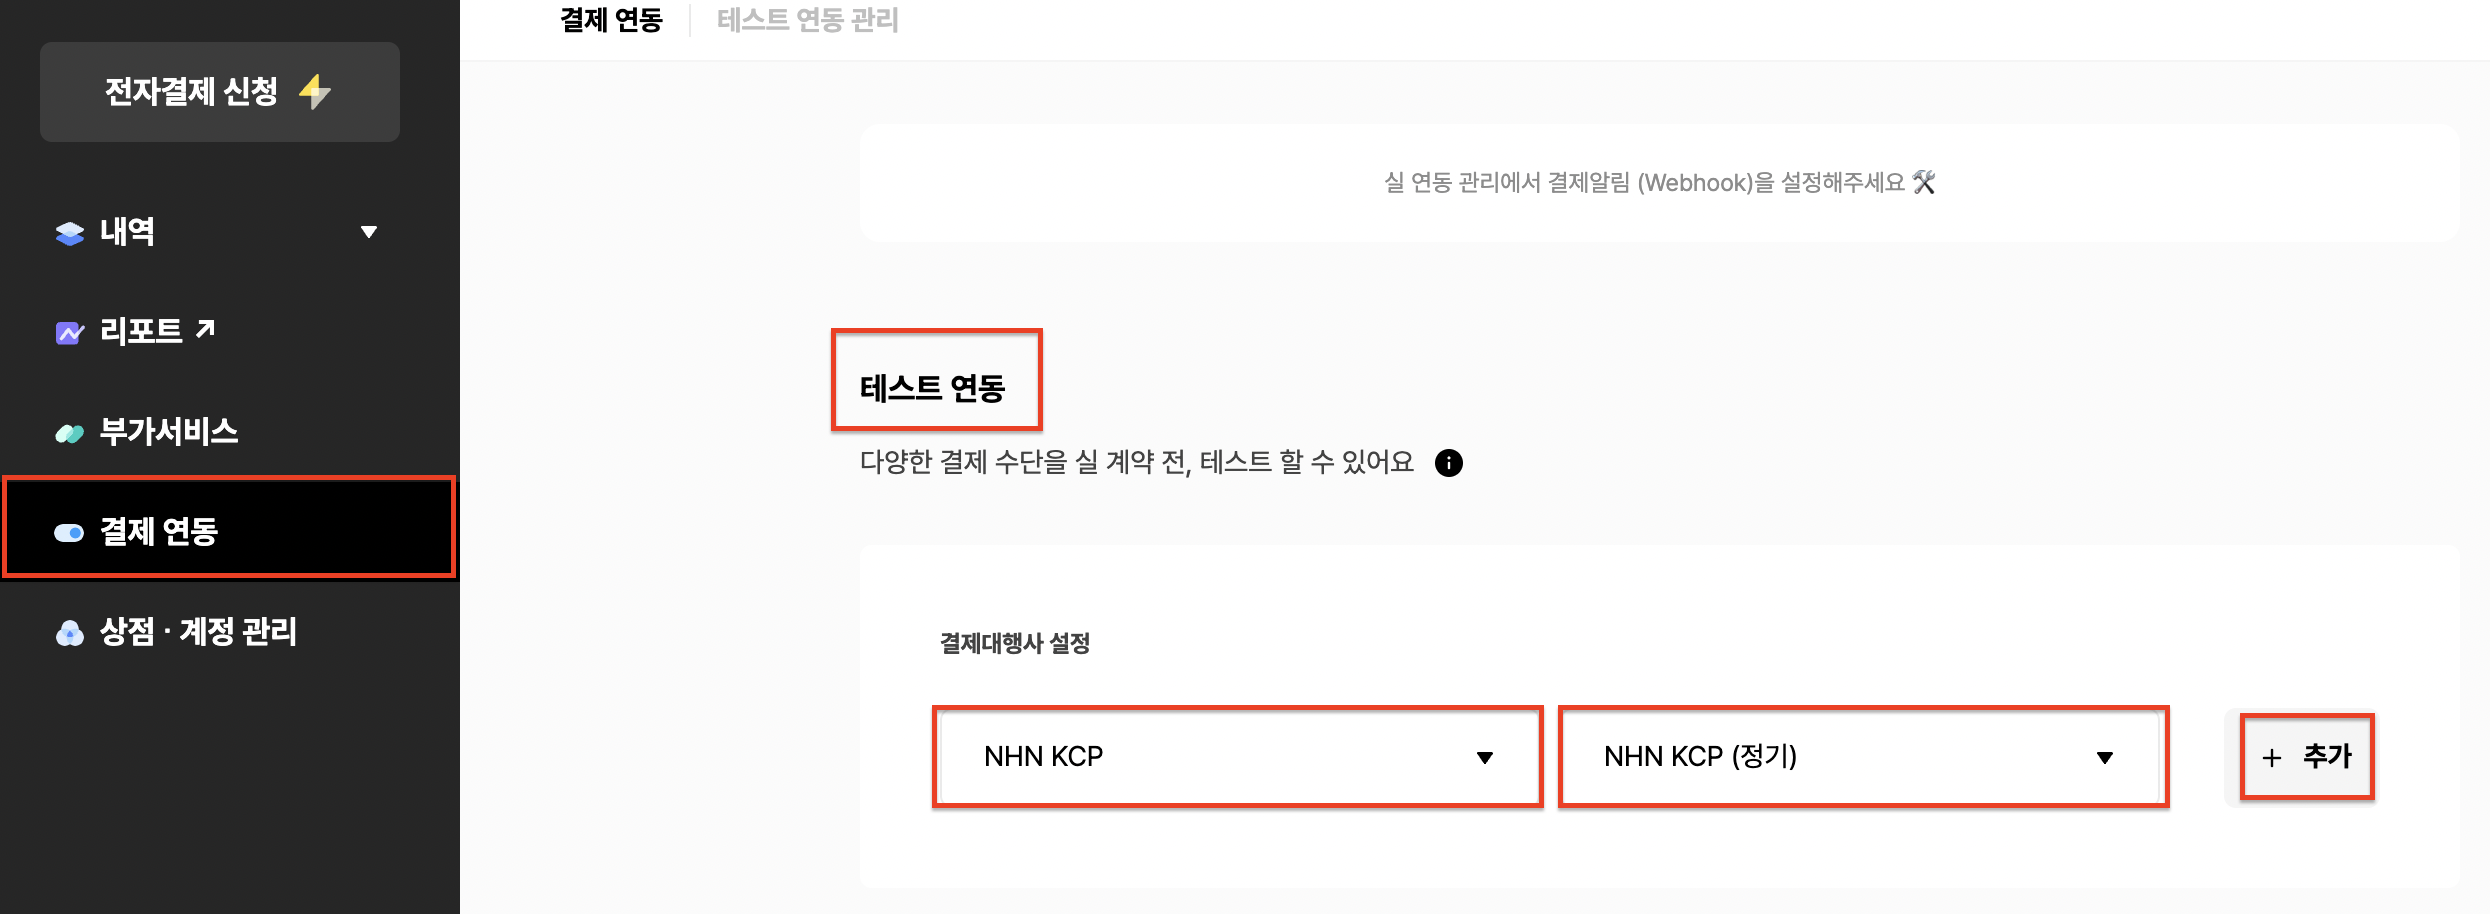 전자결제 신청
내역
리포트
부가서비스
결제 연동
상점 · 계정 관리
결제 연동
테스트 연동 관리
실 연동 관리에서 결제알림 (Webhook)을 설정해주세요
테스트 연동
다양한 결제 수단을 실 계약 전, 테스트 할 수 있어요
결제대행사 설정
NHN KCP
NHN KCP (정기)
+ 추가